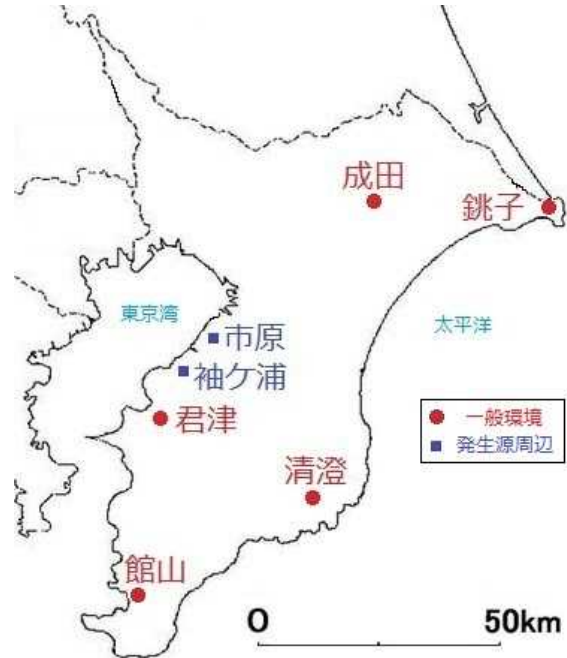 成田
銚子
東京湾
市原
太平洋
袖ケ浦
君津
一般環境
発生源周辺
清澄
館山
0
50km